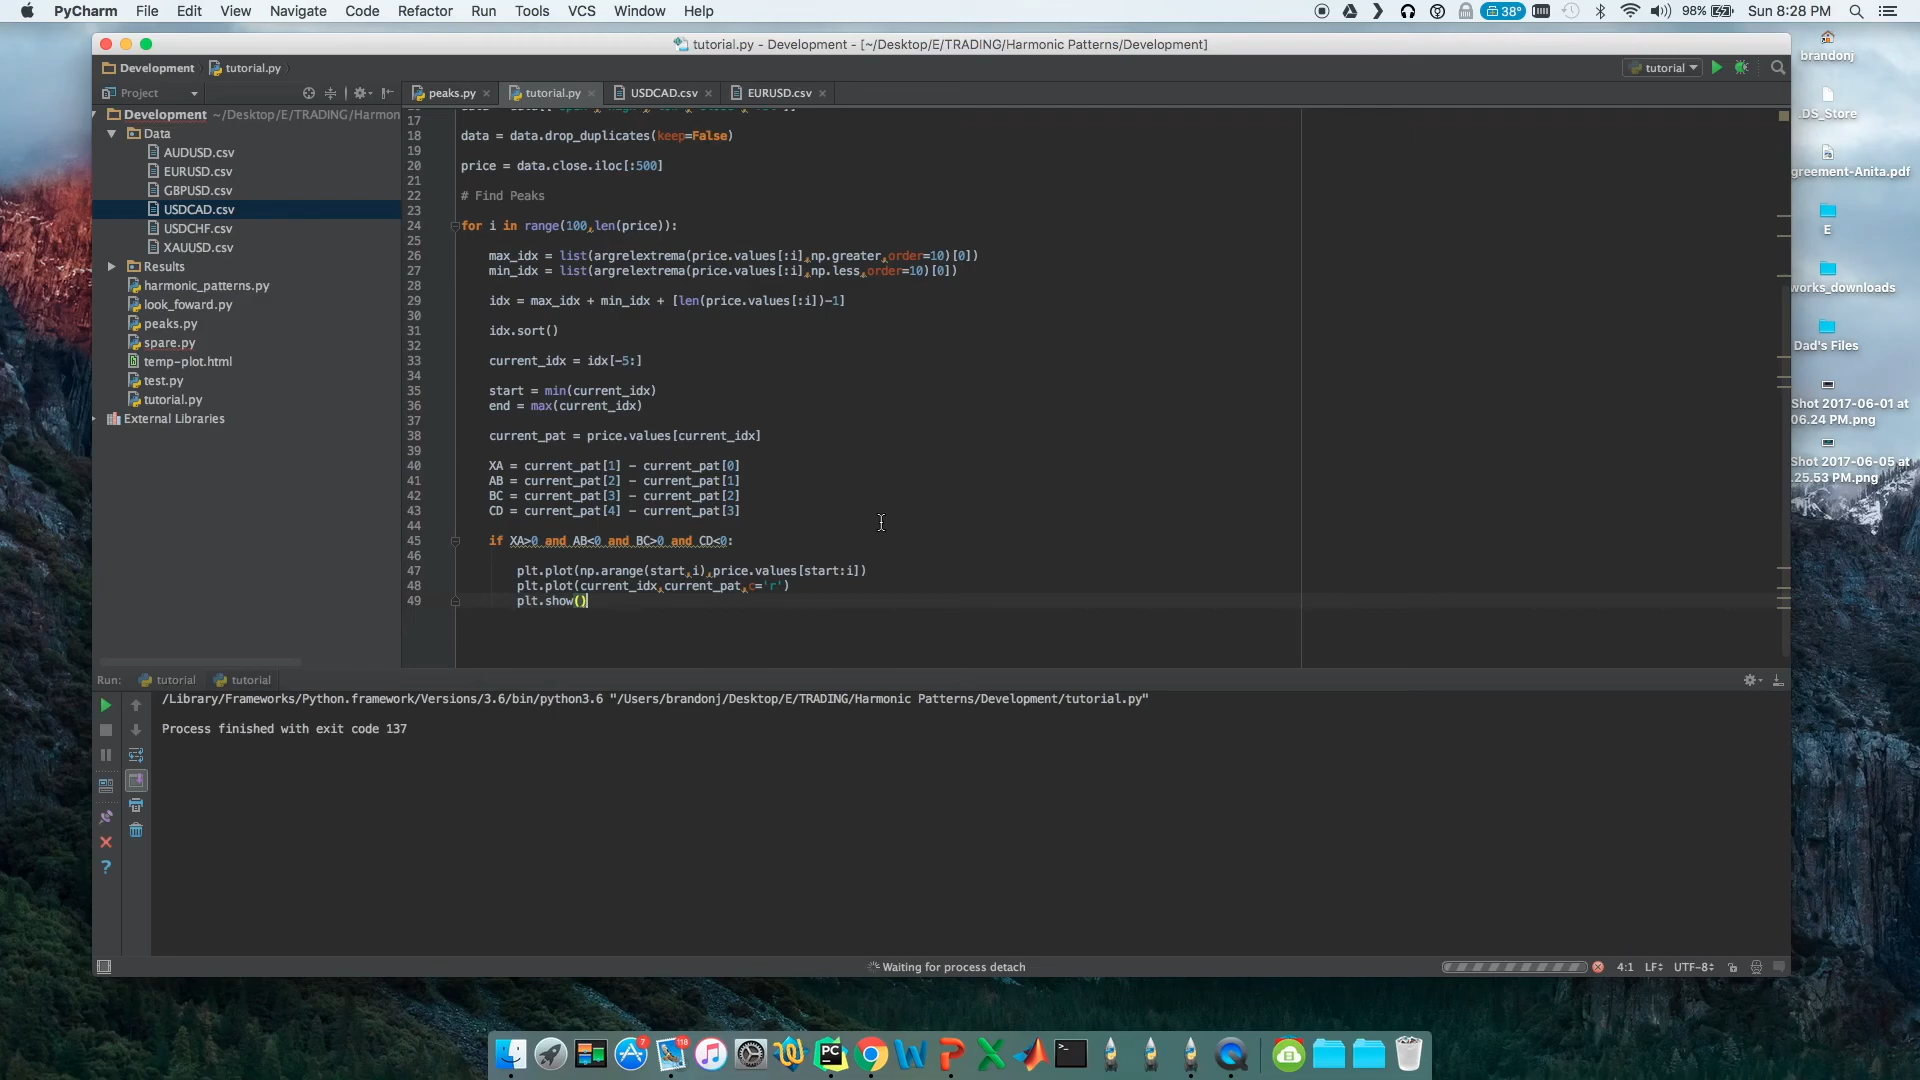 PyCharm File Edit View Navigate Code Refactor Run Tools VCS Window Help 38° 98% Sun 8:28 PM
tutorial.py - Development - [~/Desktop/E/TRADING/Harmonic Patterns/Development]
Development tutorial.py tutorial
Project peaks.py tutorial.py USDCAD.csv EURUSD.csv
Development ~/Desktop/E/TRADING/Harmon
Data
AUDUSD.csv
EURUSD.csv
GBPUSD.csv
USDCAD.csv
USDCHF.csv
XAUUSD.csv
Results
harmonic_patterns.py
look_foward.py
peaks.py
spare.py
temp-plot.html
test.py
tutorial.py
External Libraries
17
18 data = data.drop_duplicates(keep=False)
19
20 price = data.close.iloc[:500]
21
22 # Find Peaks
23
24 for i in range(100,len(price)):
25
26 max_idx = list(argrelextrema(price.values[:i],np.greater,order=10)[0])
27 min_idx = list(argrelextrema(price.values[:i],np.less,order=10)[0])
28
29 idx = max_idx + min_idx + [len(price.values[:i])-1]
30
31 idx.sort()
32
33 current_idx = idx[-5:]
34
35 start = min(current_idx)
36 end = max(current_idx)
37
38 current_pat = price.values[current_idx]
39
40 XA = current_pat[1] - current_pat[0]
41 AB = current_pat[2] - current_pat[1]
42 BC = current_pat[3] - current_pat[2]
43 CD = current_pat[4] - current_pat[3]
44
45 if XA>0 and AB<0 and BC>0 and CD<0:
46
47 plt.plot(np.arange(start,i),price.values[start:i])
48 plt.plot(current_idx,current_pat,c='r')
49 plt.show()
Run: tutorial tutorial
/Library/Frameworks/Python.framework/Versions/3.6/bin/python3.6 "/Users/brandonj/Desktop/E/TRADING/Harmonic Patterns/Development/tutorial.py"
Process finished with exit code 137
Waiting for process detach 4:1 LF UTF-8
brandonj
.DS_Store
greement-Anita.pdf
E
works_downloads
Dad's Files
Shot 2017-06-01 at
06.24 PM.png
Shot 2017-06-05 at
.25.53 PM.png
7
118
PC